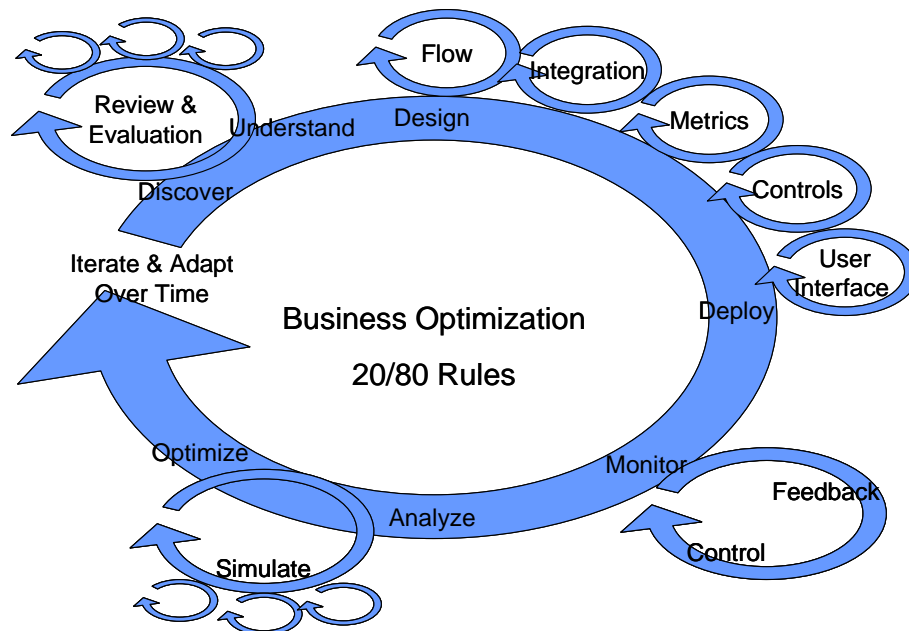 Flow
Integration
Review &
Evaluation
Understand
Design
Metrics
Discover
Controls
Iterate & Adapt
Over Time
User
Interface
Business Optimization
20/80 Rules
Deploy
Optimize
Monitor
Feedback
Analyze
Control
Simulate